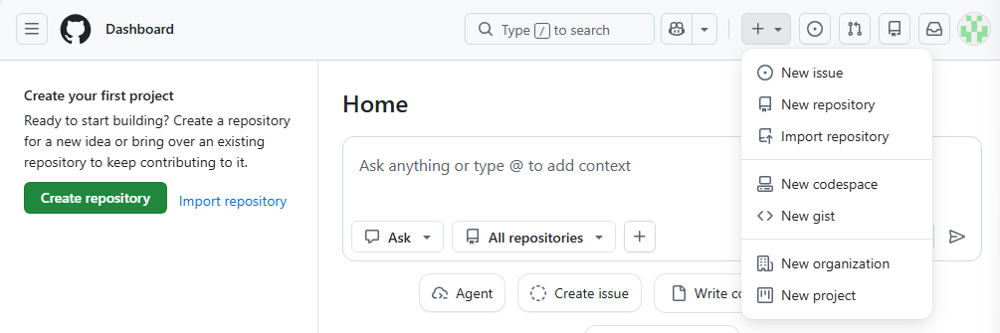 Dashboard
Type / to search
New issue
New repository
Import repository
New codespace
New gist
New organization
New project
Create your first project
Ready to start building? Create a repository
for a new idea or bring over an existing
repository to keep contributing to it.
Create repository
Import repository
Home
Ask anything or type @ to add context
Ask
All repositories
Agent
Create issue
Write